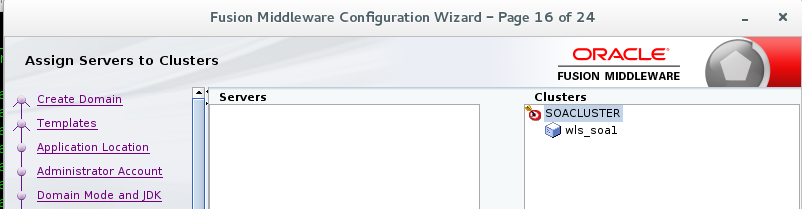 Fusion Middleware Configuration Wizard – Page 16 of 24
Assign Servers to Clusters
ORACLE
FUSION MIDDLEWARE
Create Domain
Templates
Application Location
Administrator Account
Domain Mode and JDK
Servers
Clusters
SOACLUSTER
wls_soa1